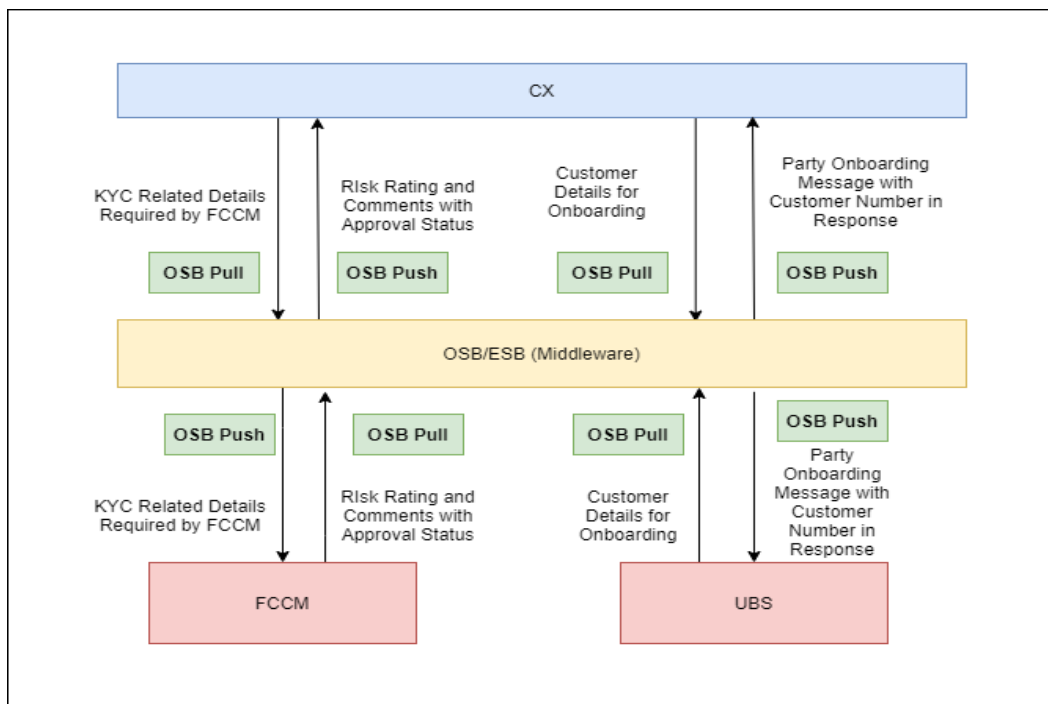 CX
KYC Related Details
Required by FCCM
RIsk Rating and
Comments with
Approval Status
Customer
Details for
Onboarding
Party Onboarding
Message with
Customer Number in
Response
OSB Pull
OSB Push
OSB Pull
OSB Push
OSB/ESB (Middleware)
OSB Push
OSB Pull
OSB Pull
OSB Push
KYC Related Details
Required by FCCM
RIsk Rating and
Comments with
Approval Status
Customer
Details for
Onboarding
Party
Onboarding
Message with
Customer
Number in
Response
FCCM
UBS